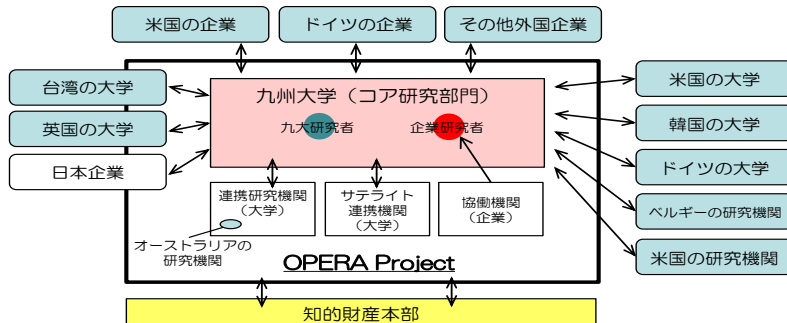 米国の企業
ドイツの企業
その他外国企業
台湾の大学
英国の大学
日本企業
九州大学（コア研究部門）
九大研究者
企業研究者
米国の大学
韓国の大学
ドイツの大学
ベルギーの研究機関
米国の研究機関
連携研究機関
（大学）
サテライト
連携機関
（大学）
協働機関
（企業）
オーストラリアの
研究機関
OPERA Project
知的財産本部